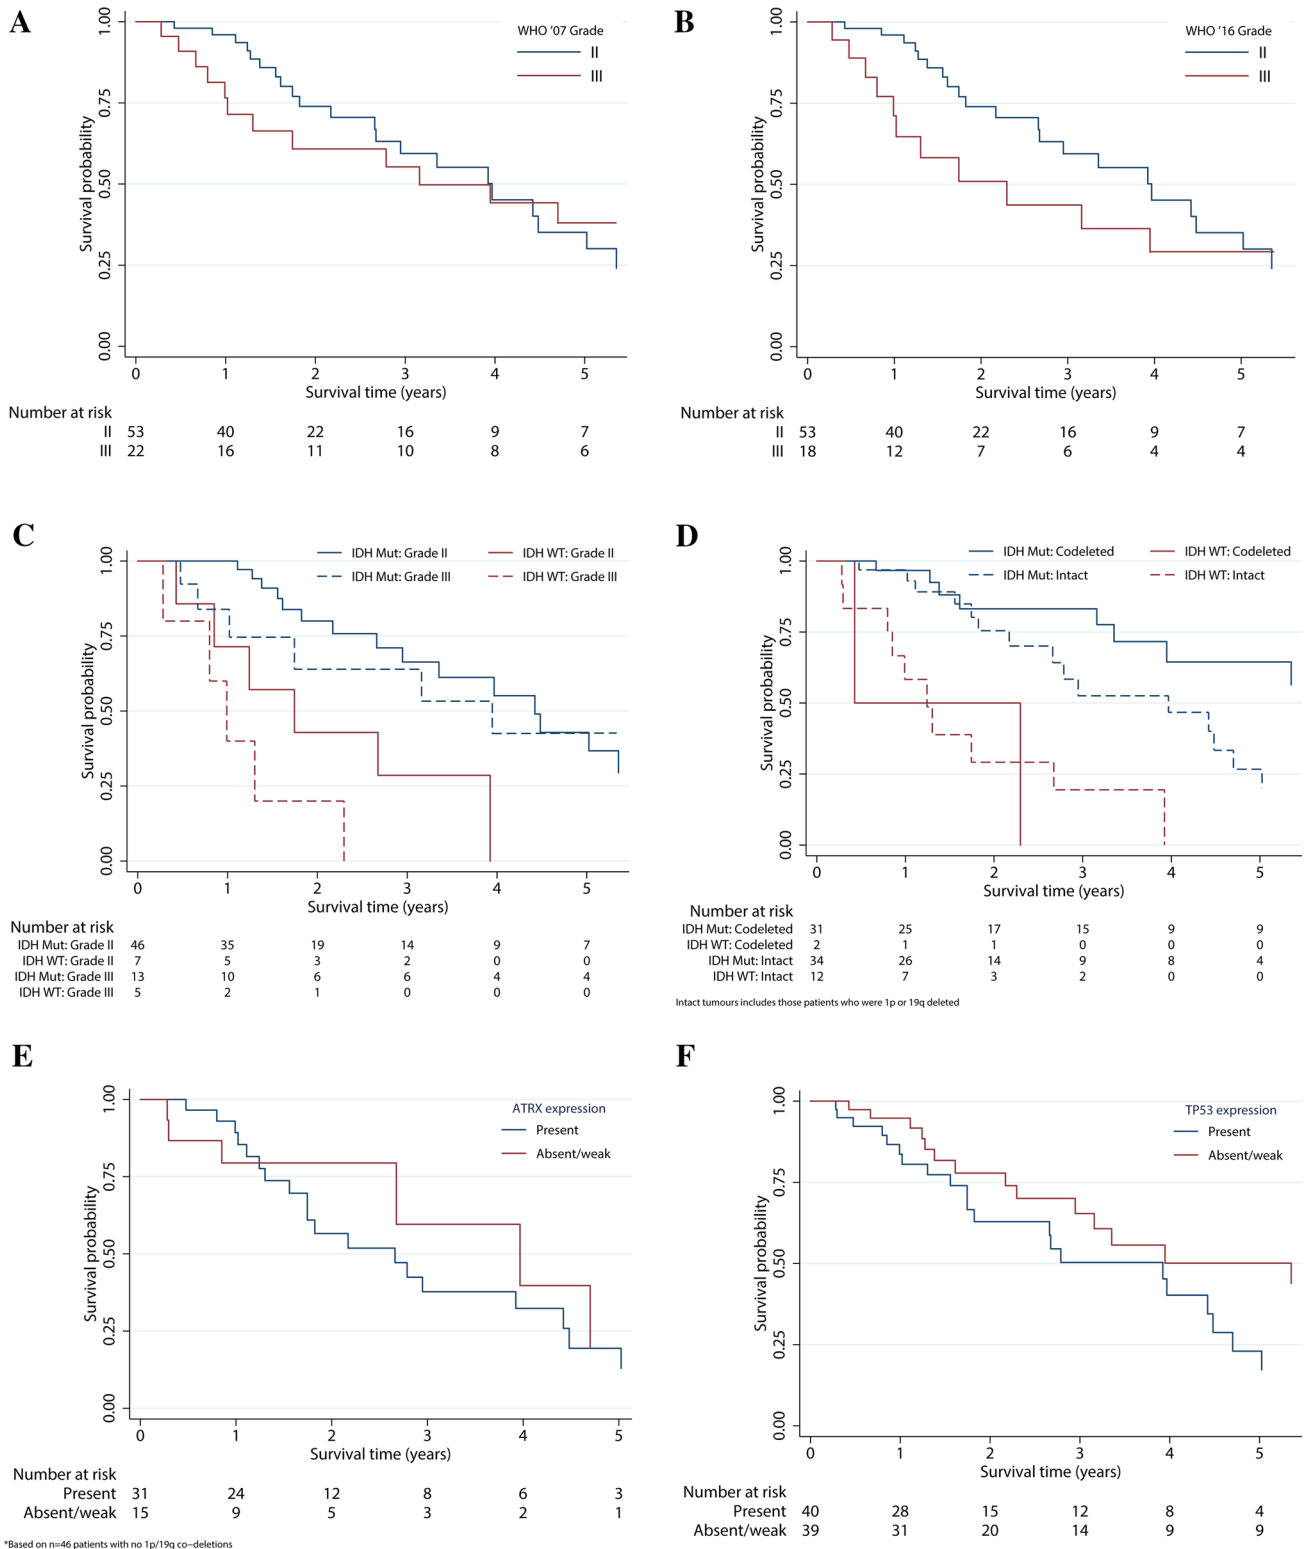 A
WHO '07 Grade
II
III
Survival probability
1.00
0.75
0.50
0.25
0.00
0 1 2 3 4 5
Survival time (years)
Number at risk
II 53 40 22 16 9 7
III 22 16 11 10 8 6
B
WHO '16 Grade
II
III
Survival probability
1.00
0.75
0.50
0.25
0.00
0 1 2 3 4 5
Survival time (years)
Number at risk
II 53 40 22 16 9 7
III 18 12 7 6 4 4
C
IDH Mut: Grade II IDH WT: Grade II
IDH Mut: Grade III IDH WT: Grade III
Survival probability
1.00
0.75
0.50
0.25
0.00
0 1 2 3 4 5
Survival time (years)
Number at risk
IDH Mut: Grade II 46 35 19 14 9 7
IDH WT: Grade II 7 5 3 2 0 0
IDH Mut: Grade III 13 10 6 6 4 4
IDH WT: Grade III 5 2 1 0 0 0
D
IDH Mut: Codeleted IDH WT: Codeleted
IDH Mut: Intact IDH WT: Intact
Survival probability
1.00
0.75
0.50
0.25
0.00
0 1 2 3 4 5
Survival time (years)
Number at risk
IDH Mut: Codeleted 31 25 17 15 9 9
IDH WT: Codeleted 2 1 1 0 0 0
IDH Mut: Intact 34 26 14 9 8 4
IDH WT: Intact 12 7 3 2 0 0
Intact tumours includes those patients who were 1p or 19q deleted
E
ATRX expression
Present
Absent/weak
Survival probability
1.00
0.75
0.50
0.25
0.00
0 1 2 3 4 5
Survival time (years)
Number at risk
Present 31 24 12 8 6 3
Absent/weak 15 9 5 3 2 1
*Based on n=46 patients with no 1p/19q co-deletions
F
TP53 expression
Present
Absent/weak
Survival probability
1.00
0.75
0.50
0.25
0.00
0 1 2 3 4 5
Survival time (years)
Number at risk
Present 40 28 15 12 8 4
Absent/weak 39 31 20 14 9 9